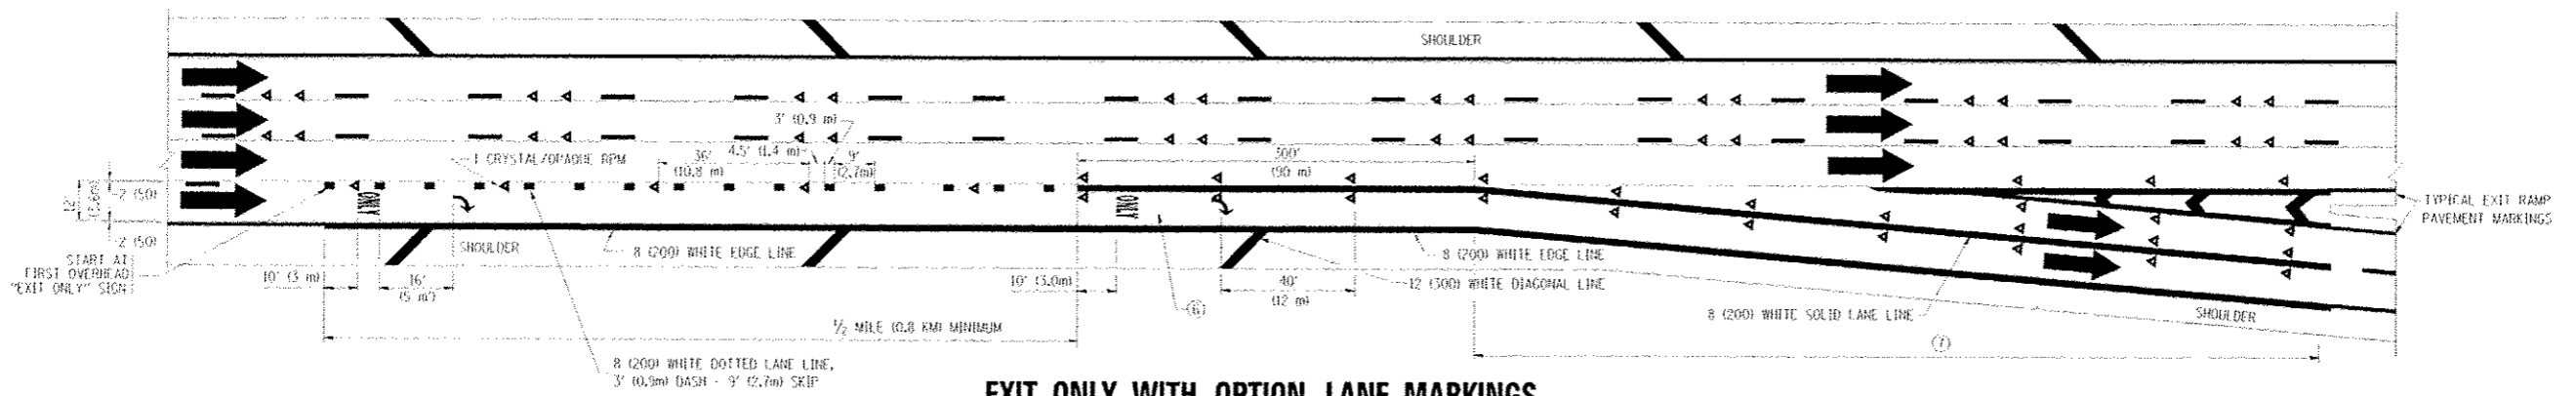 SHOULDER
3' (0.9 m)
4.5' (1.4 m)
9'
(2.7m)
36'
(10.8 m)
1 CRYSTAL/OPAQUE RPM
300'
(90 m)
12'
2 (50)
2 (50)
ONLY
ONLY
TYPICAL EXIT RAMP
PAVEMENT MARKINGS
SHOULDER
8 (200) WHITE EDGE LINE
8 (200) WHITE EDGE LINE
START AT
FIRST OVERHEAD
"EXIT ONLY" SIGN
10' (3 m)
16'
(5 m)
10' (3.0m)
6
40'
(12 m)
12 (300) WHITE DIAGONAL LINE
8 (200) WHITE SOLID LANE LINE
SHOULDER
1/2 MILE (0.8 KM) MINIMUM
7
8 (200) WHITE DOTTED LANE LINE,
3' (0.9m) DASH - 9' (2.7m) SKIP
EXIT ONLY WITH OPTION LANE MARKINGS